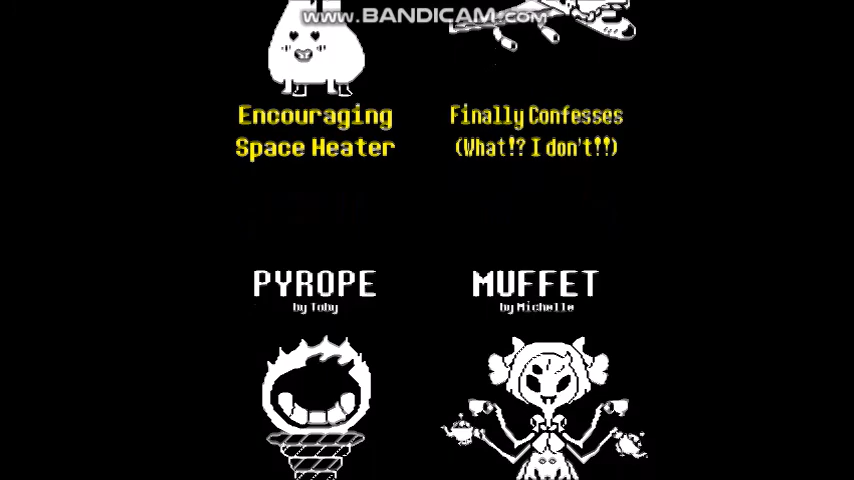 www.BANDICAM.com
Encouraging
Space Heater
Finally Confesses
(What!? I don't!!)
PYROPE
by Toby
MUFFET
by Michelle